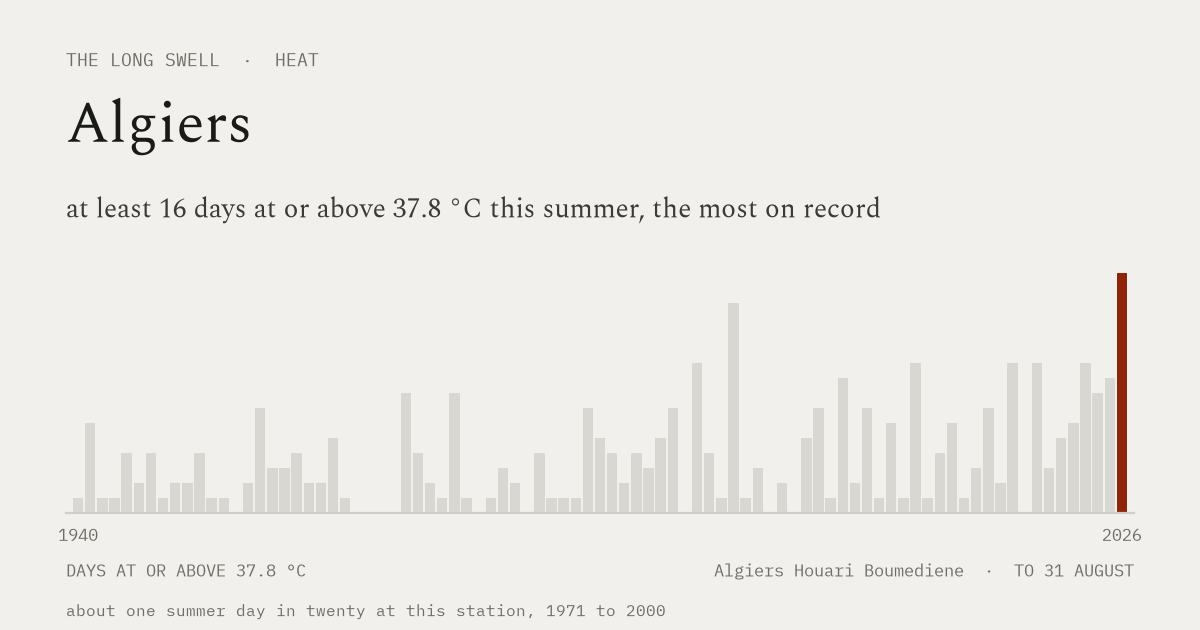 THE LONG SWELL · HEAT
Algiers
at least 16 days at or above 37.8 °C this summer, the most on record
1940
2026
DAYS AT OR ABOVE 37.8 °C
Algiers Houari Boumediene · TO 31 AUGUST
about one summer day in twenty at this station, 1971 to 2000